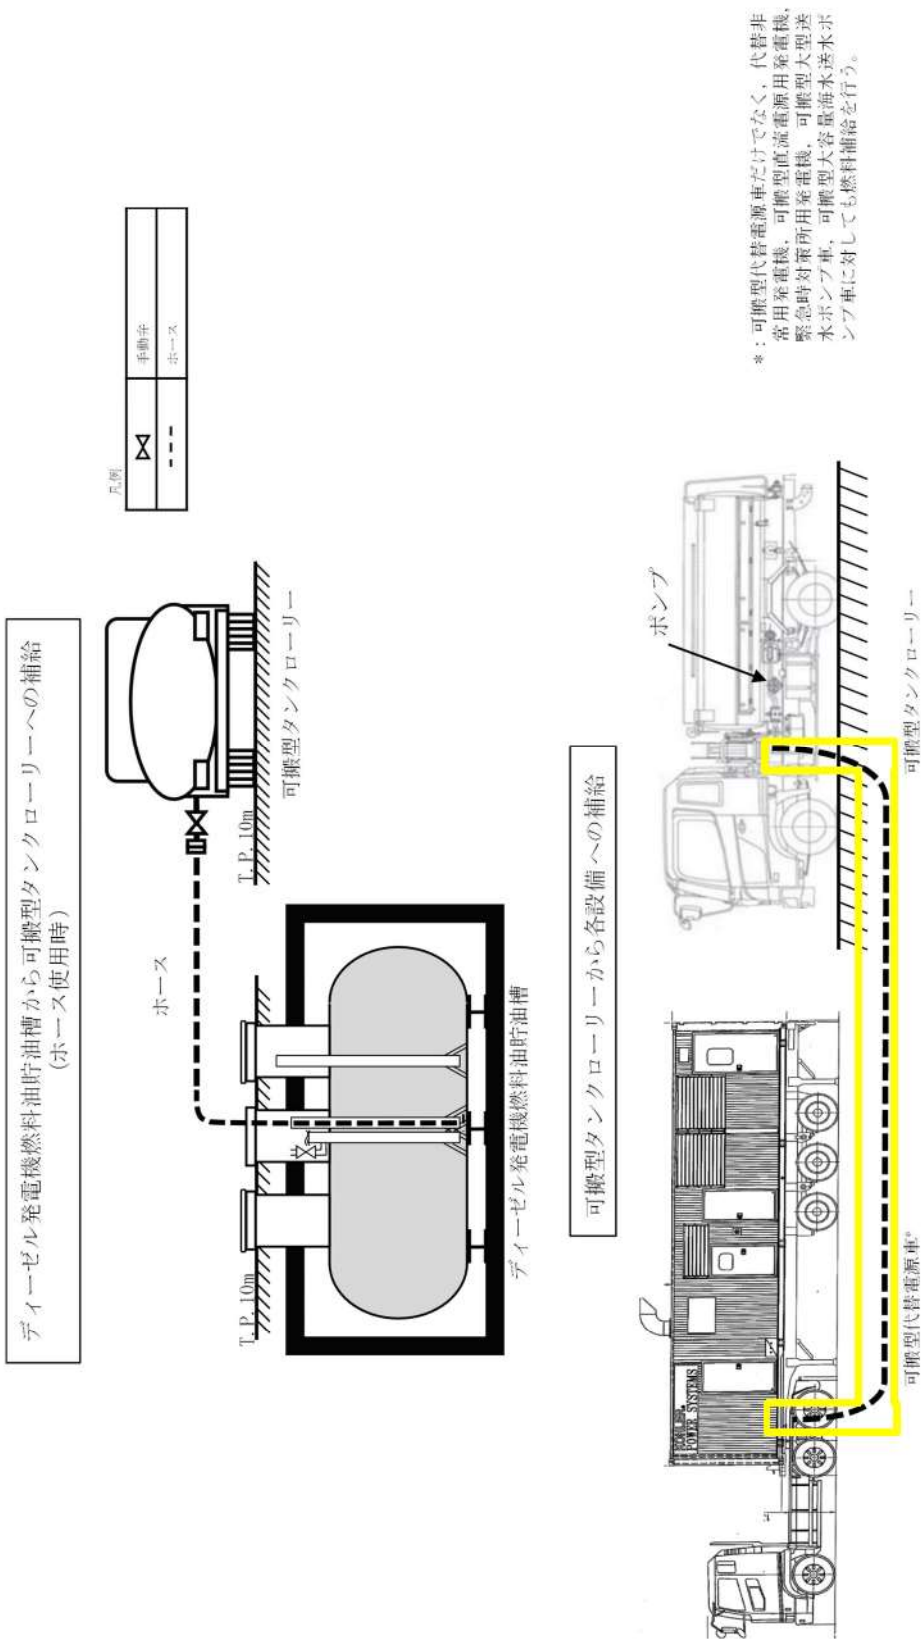 ディーゼル発電機燃料油貯油槽から可搬型タンクローリーへの補給
(ホース使用時)
凡例
手動弁
ホース
ホース
T.P.10m
T.P.10m
可搬型タンクローリー
ディーゼル発電機燃料油貯油槽
可搬型タンクローリーから各設備への補給
ポンプ
POWER SYSTEMS
可搬型代替電源車*
可搬型タンクローリー
*：可搬型代替電源車だけでなく，代替非
常用発電機，可搬型直流電源用発電機，
緊急時対策所用発電機，可搬型大型送
水ポンプ車，可搬型大容量海水送水ポ
ンプ車に対しても燃料補給を行う。